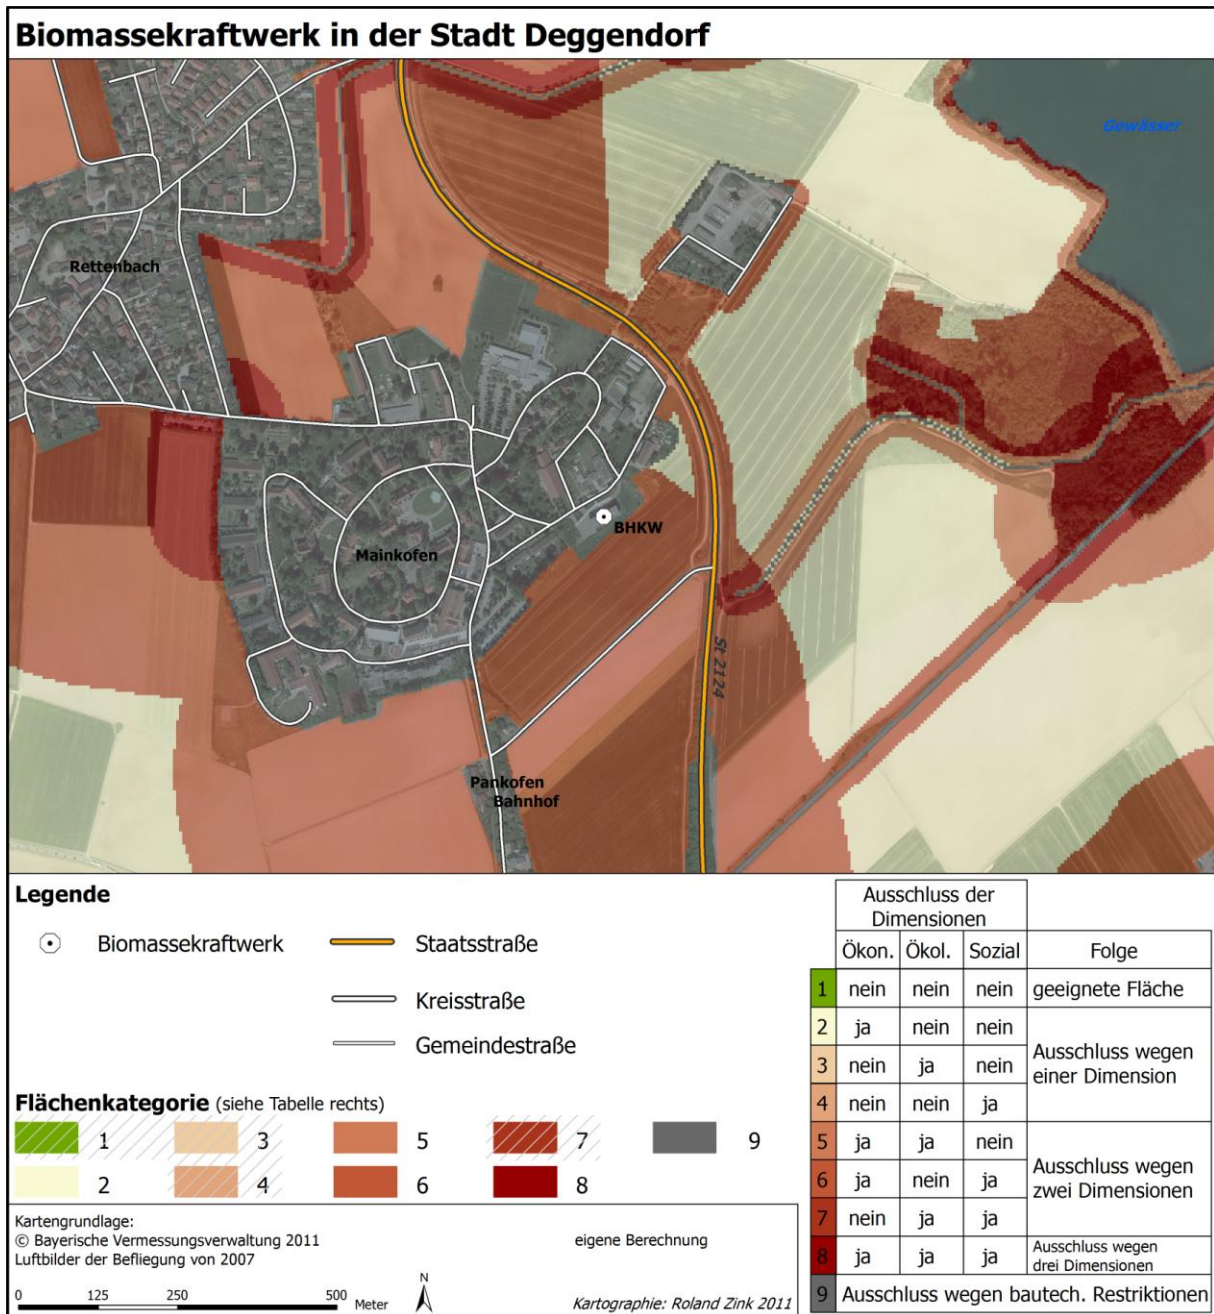 Biomassekraftwerk in der Stadt Deggendorf
Gewässer
Rettenbach
BHKW
Mainkofen
St 2124
Pankofen
Bahnhof
Legende
Biomassekraftwerk
Staatsstraße
Kreisstraße
Gemeindestraße
Flächenkategorie (siehe Tabelle rechts)
1 3 5 7 9
2 4 6 8
Kartengrundlage:
© Bayerische Vermessungsverwaltung 2011
Luftbilder der Befliegung von 2007
eigene Berechnung
0 125 250 500 Meter
N
Kartographie: Roland Zink 2011
Ausschluss der
Dimensionen
Ökon. Ökol. Sozial Folge
1 nein nein nein geeignete Fläche
2 ja nein nein
Ausschluss wegen
3 nein ja nein
einer Dimension
4 nein nein ja
5 ja ja nein
Ausschluss wegen
6 ja nein ja
zwei Dimensionen
7 nein ja ja
8 ja ja ja
Ausschluss wegen
drei Dimensionen
9 Ausschluss wegen bautech. Restriktionen